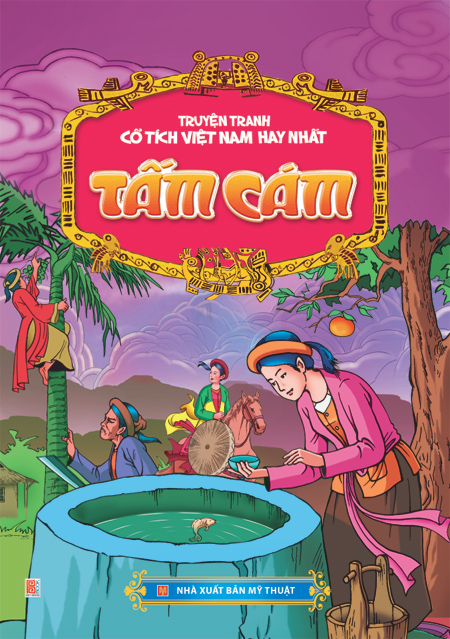 TRUYỆN TRANH
CỔ TÍCH VIỆT NAM HAY NHẤT
TẤM CÁM
NHÀ XUẤT BẢN MỸ THUẬT